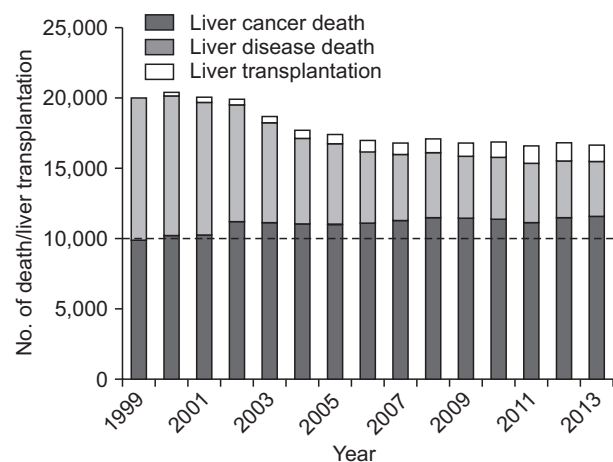 25,000
20,000
15,000
10,000
5,000
0
No. of death/liver transplantation
Liver cancer death
Liver disease death
Liver transplantation
1999
2001
2003
2005
2007
2009
2011
2013
Year